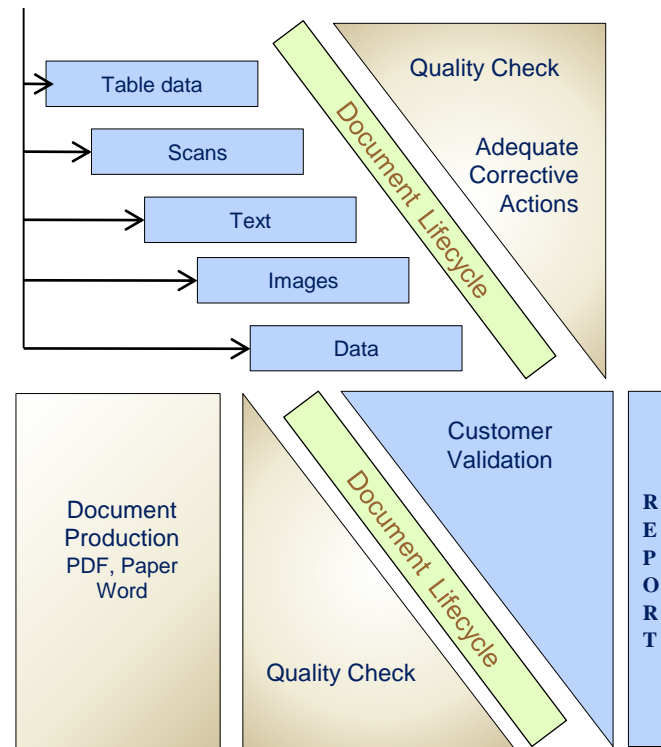 Table data
Scans
Text
Images
Data
Document Lifecycle
Quality Check
Adequate
Corrective
Actions
Document
Production
PDF, Paper
Word
Quality Check
Document Lifecycle
Customer
Validation
R
E
P
O
R
T